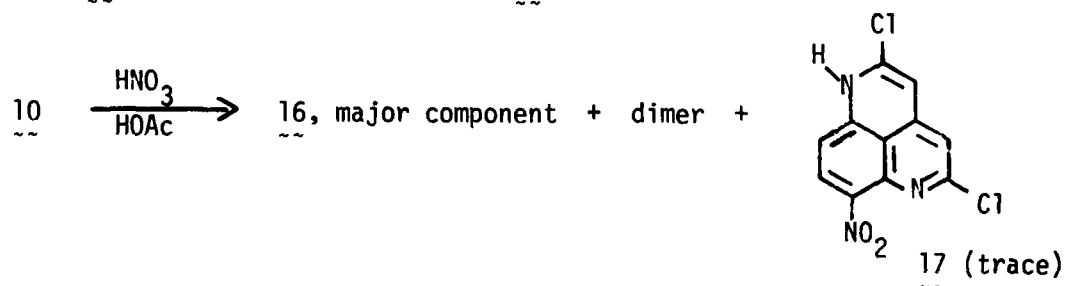 Cl
H
N
HNO3
10 16, major component + dimer +
HOAc
N
Cl
NO2
17 (trace)